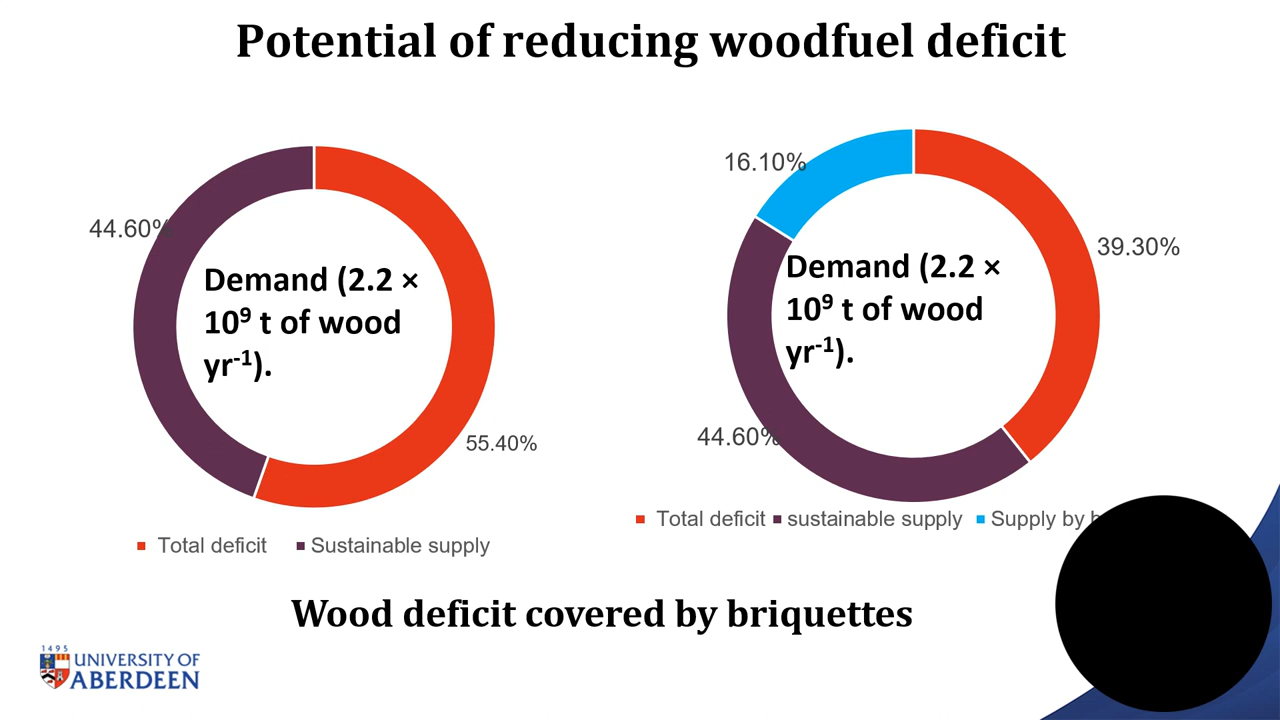 Potential of reducing woodfuel deficit
44.60%
Demand (2.2 ×
10⁹ t of wood
yr⁻¹).
55.40%
Total deficit Sustainable supply
16.10%
39.30%
Demand (2.2 ×
10⁹ t of wood
yr⁻¹).
44.60%
Total deficit sustainable supply Supply by
Wood deficit covered by briquettes
1495
UNIVERSITY OF
ABERDEEN